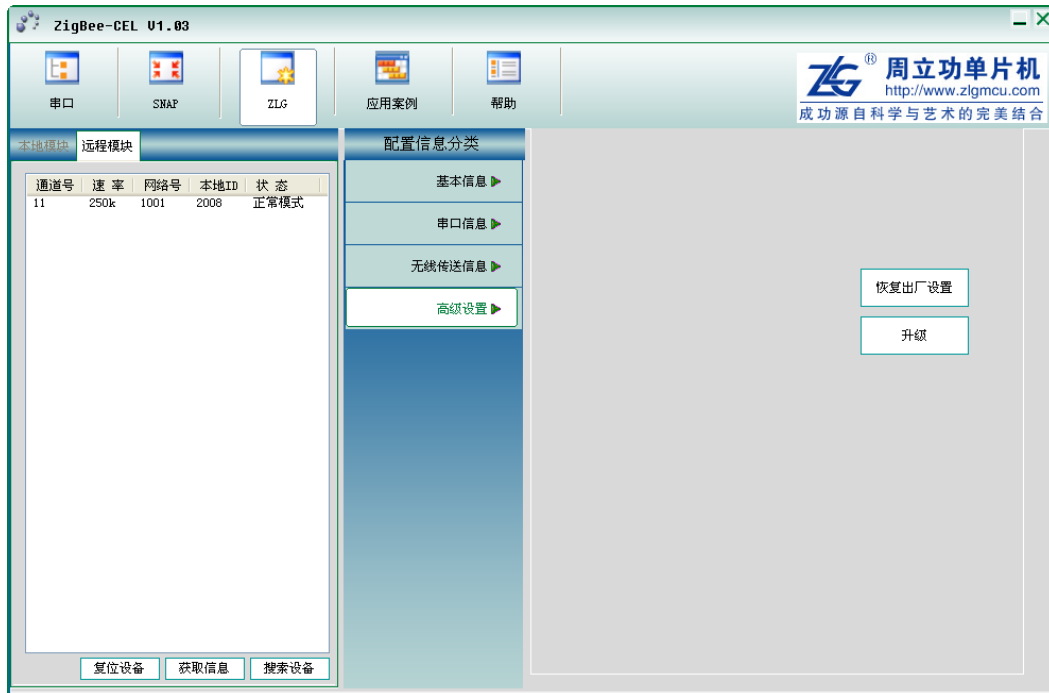 ZigBee-CEL V1.03
串口
SNAP
ZLG
应用案例
帮助
ZLG ® 周立功单片机
http://www.zlgmcu.com
成功源自科学与艺术的完美结合
本地模块
远程模块
通道号 速 率 网络号 本地ID 状 态
11 250k 1001 2008 正常模式
复位设备
获取信息
搜索设备
配置信息分类
基本信息
串口信息
无线传送信息
高级设置
恢复出厂设置
升级